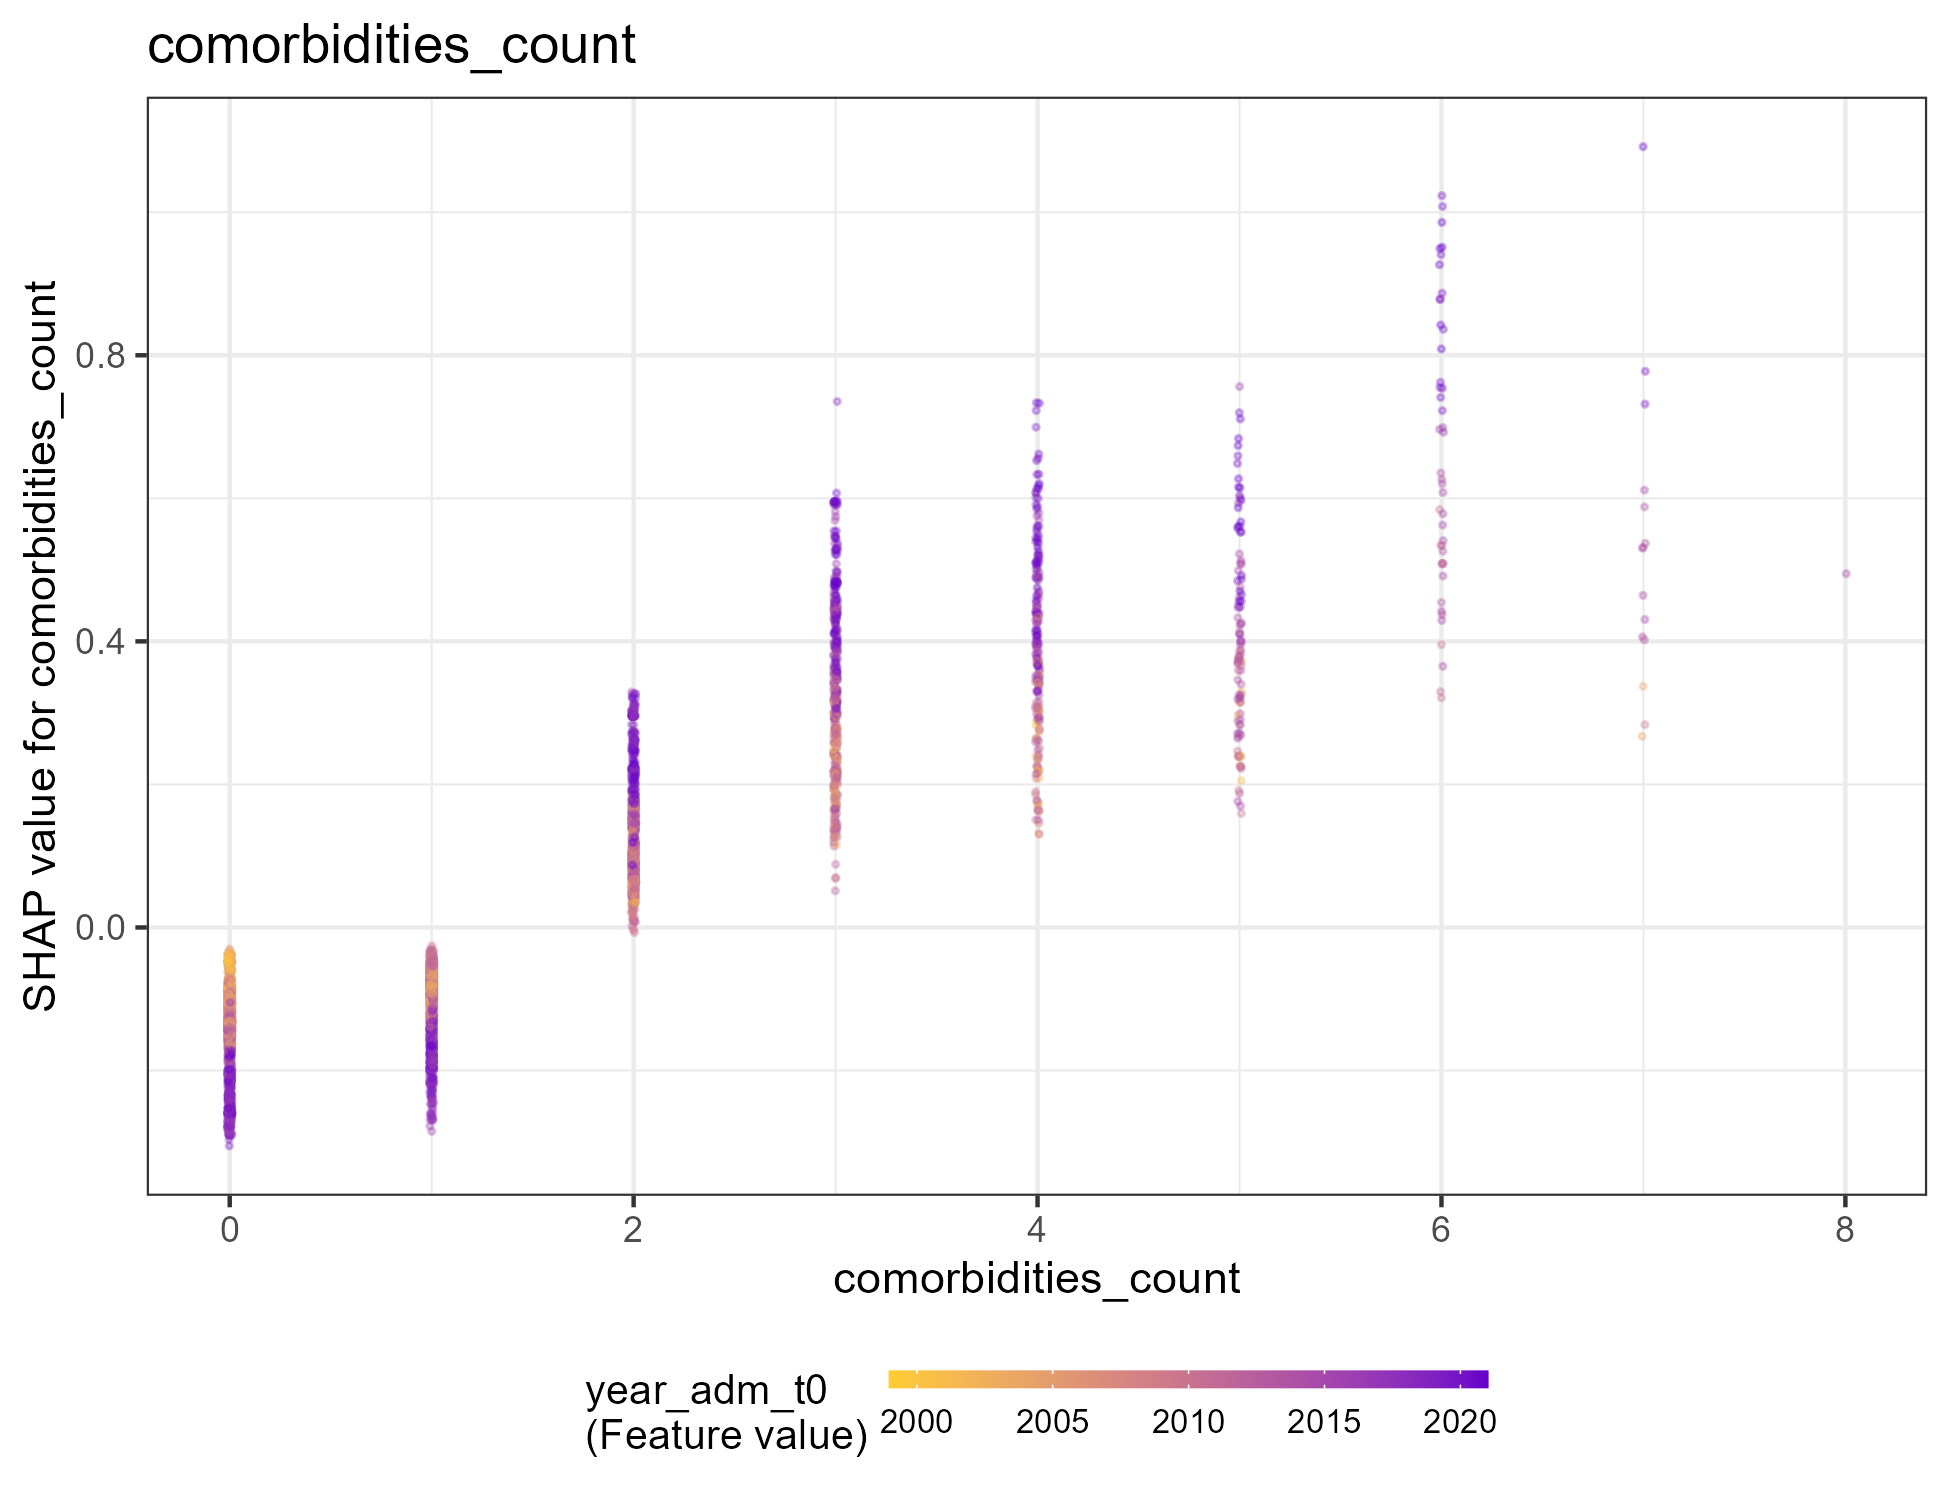 comorbidities_count
SHAP value for comorbidities_count
0.8
0.4
0.0
0 2 4 6 8
comorbidities_count
year_adm_t0
(Feature value)
2000 2005 2010 2015 2020